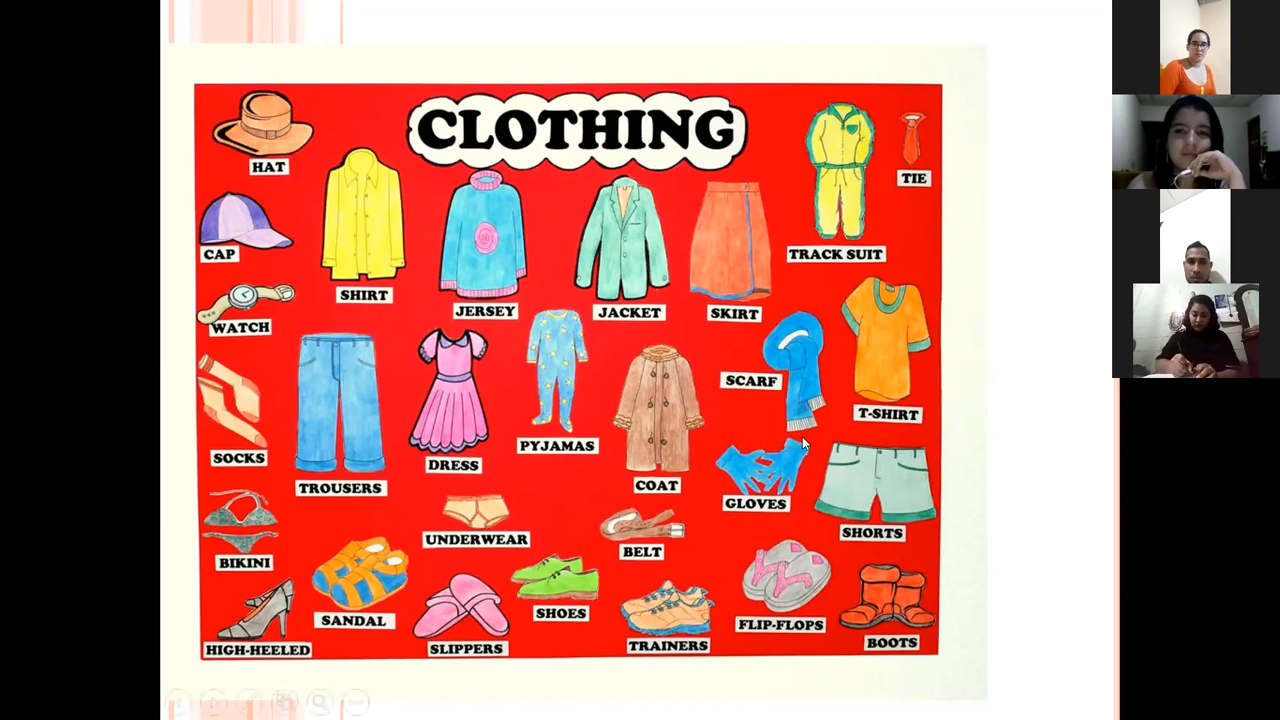 CLOTHING
HAT
TIE
CAP
TRACK SUIT
SHIRT
JERSEY
JACKET
SKIRT
WATCH
SCARF
T-SHIRT
SOCKS
TROUSERS
DRESS
PYJAMAS
COAT
GLOVES
SHORTS
UNDERWEAR
BELT
BIKINI
SANDAL
SHOES
FLIP-FLOPS
BOOTS
HIGH-HEELED
SLIPPERS
TRAINERS